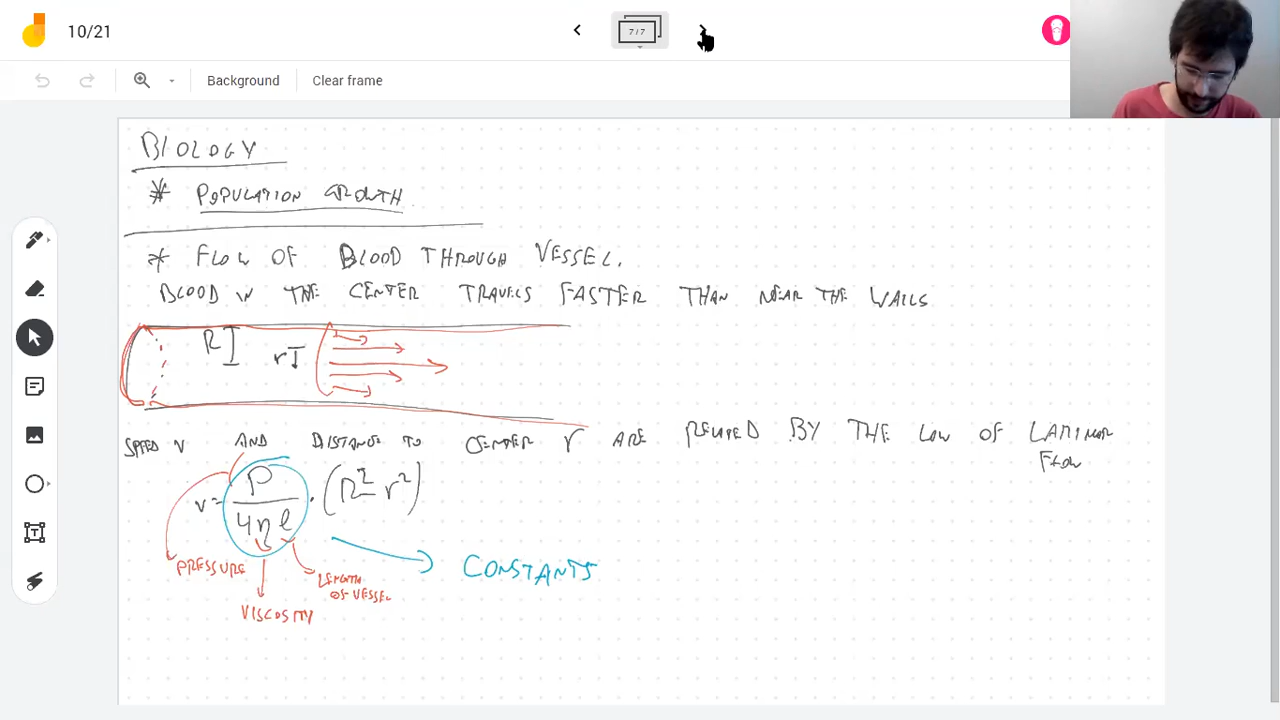 10/21
7/7
Background
Clear frame
BIOLOGY
* POPULATION GROWTH
* FLOW OF BLOOD THROUGH VESSEL.
BLOOD IN THE CENTER TRAVELS FASTER THAN NEAR THE WALLS
R
r
SPEED V AND DISTANCE TO CENTER r ARE RELATED BY THE LAW OF LAMINAR FLOW
v = P / 4ηl · (R² - r²)
CONSTANTS
PRESSURE
LENGTH OF VESSEL
VISCOSITY